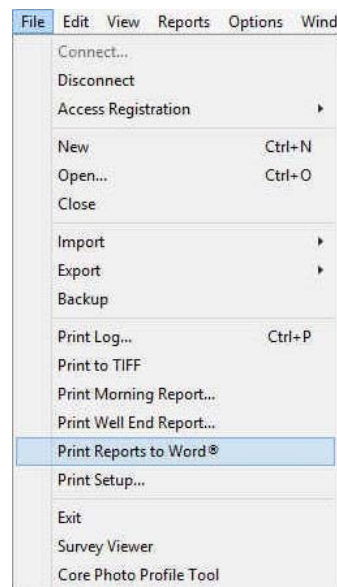 File Edit View Reports Options Wind
Connect...
Disconnect
Access Registration
New Ctrl+N
Open... Ctrl+O
Close
Import
Export
Backup
Print Log... Ctrl+P
Print to TIFF
Print Morning Report...
Print Well End Report...
Print Reports to Word®
Print Setup...
Exit
Survey Viewer
Core Photo Profile Tool